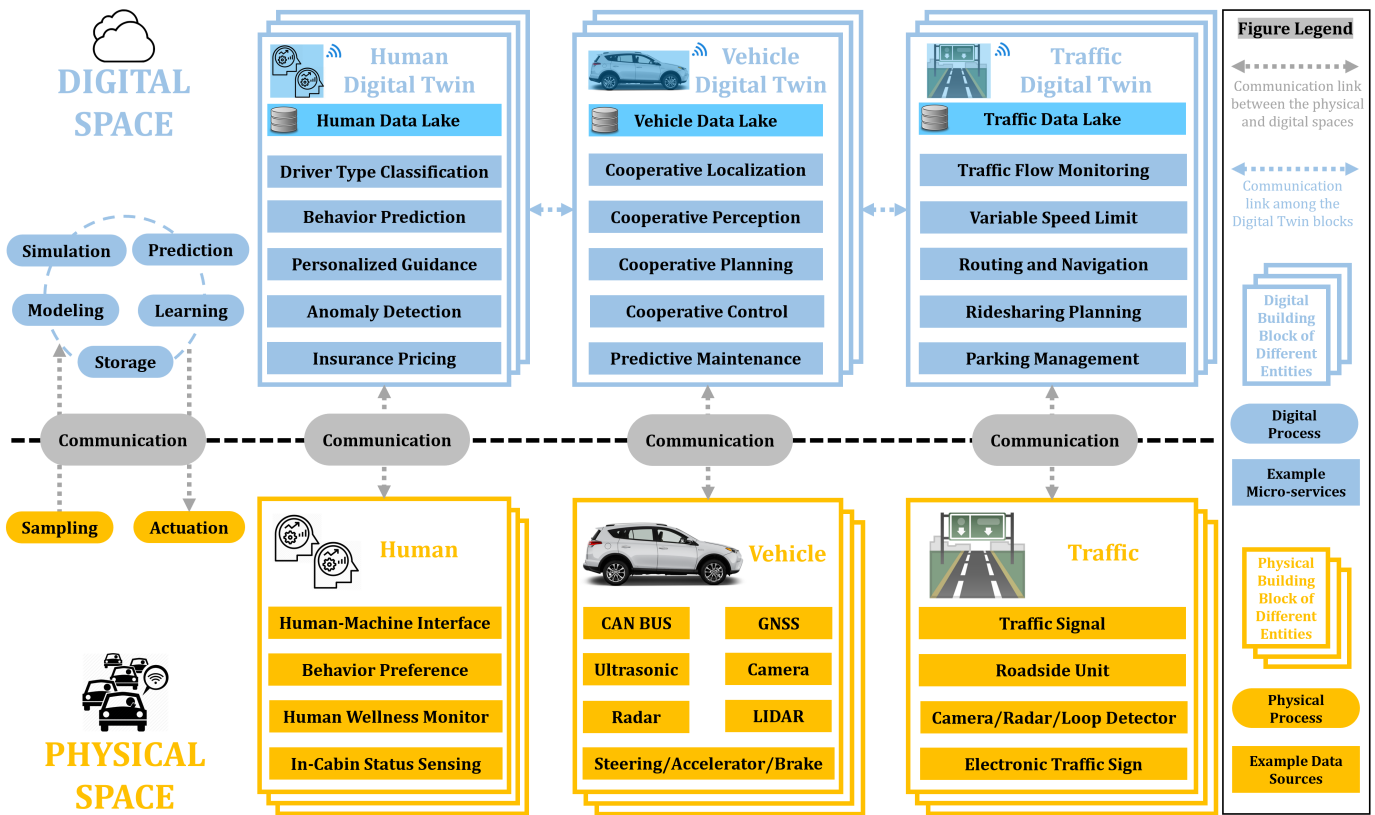 DIGITAL
SPACE
Simulation
Prediction
Modeling
Learning
Storage
Communication
Sampling
Actuation
PHYSICAL
SPACE
Human
Digital Twin
Human Data Lake
Driver Type Classification
Behavior Prediction
Personalized Guidance
Anomaly Detection
Insurance Pricing
Communication
Human
Human-Machine Interface
Behavior Preference
Human Wellness Monitor
In-Cabin Status Sensing
Vehicle
Digital Twin
Vehicle Data Lake
Cooperative Localization
Cooperative Perception
Cooperative Planning
Cooperative Control
Predictive Maintenance
Communication
Vehicle
CAN BUS
GNSS
Ultrasonic
Camera
Radar
LIDAR
Steering/Accelerator/Brake
Traffic
Digital Twin
Traffic Data Lake
Traffic Flow Monitoring
Variable Speed Limit
Routing and Navigation
Ridesharing Planning
Parking Management
Communication
Traffic
Traffic Signal
Roadside Unit
Camera/Radar/Loop Detector
Electronic Traffic Sign
Figure Legend
Communication link
between the physical
and digital spaces
Communication
link among the
Digital Twin blocks
Digital
Building
Block of
Different
Entities
Digital
Process
Example
Micro-services
Physical
Building
Block of
Different
Entities
Physical
Process
Example Data
Sources